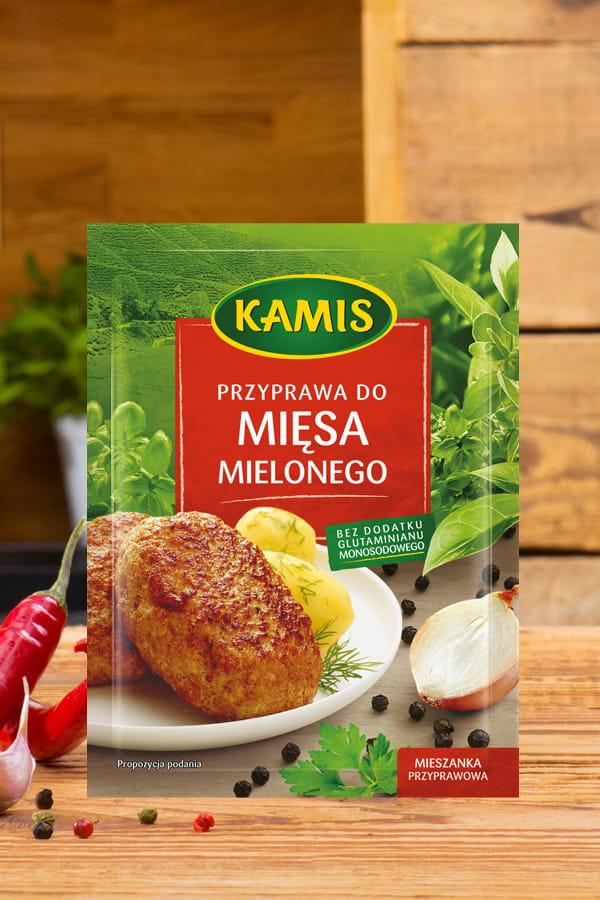 KAMIS
PRZYPRAWA DO
MIĘSA
MIELONEGO
BEZ DODATKU
GLUTAMINIANU
MONOSODOWEGO
Propozycja podania
MIESZANKA
PRZYPRAWOWA